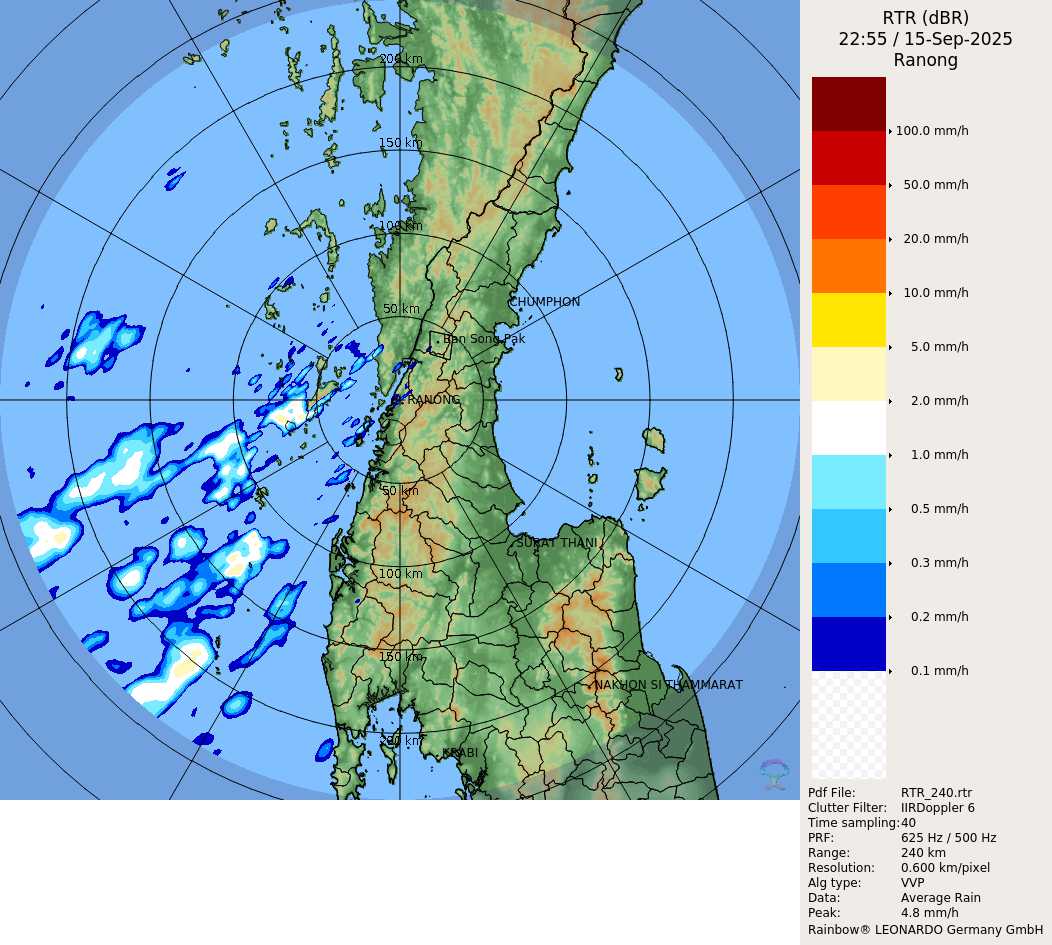 RTR (dBR)
22:55 / 15-Sep-2025
Ranong
200 km
150 km
100 km
50 km
CHUMPHON
Ban Song Pak
RANONG
50 km
SURAT THANI
100 km
150 km
NAKHON SI THAMMARAT
200 km
KRABI
100.0 mm/h
50.0 mm/h
20.0 mm/h
10.0 mm/h
5.0 mm/h
2.0 mm/h
1.0 mm/h
0.5 mm/h
0.3 mm/h
0.2 mm/h
0.1 mm/h
Pdf File: RTR_240.rtr
Clutter Filter: IIRDoppler 6
Time sampling: 40
PRF: 625 Hz / 500 Hz
Range: 240 km
Resolution: 0.600 km/pixel
Alg type: VVP
Data: Average Rain
Peak: 4.8 mm/h
Rainbow® LEONARDO Germany GmbH